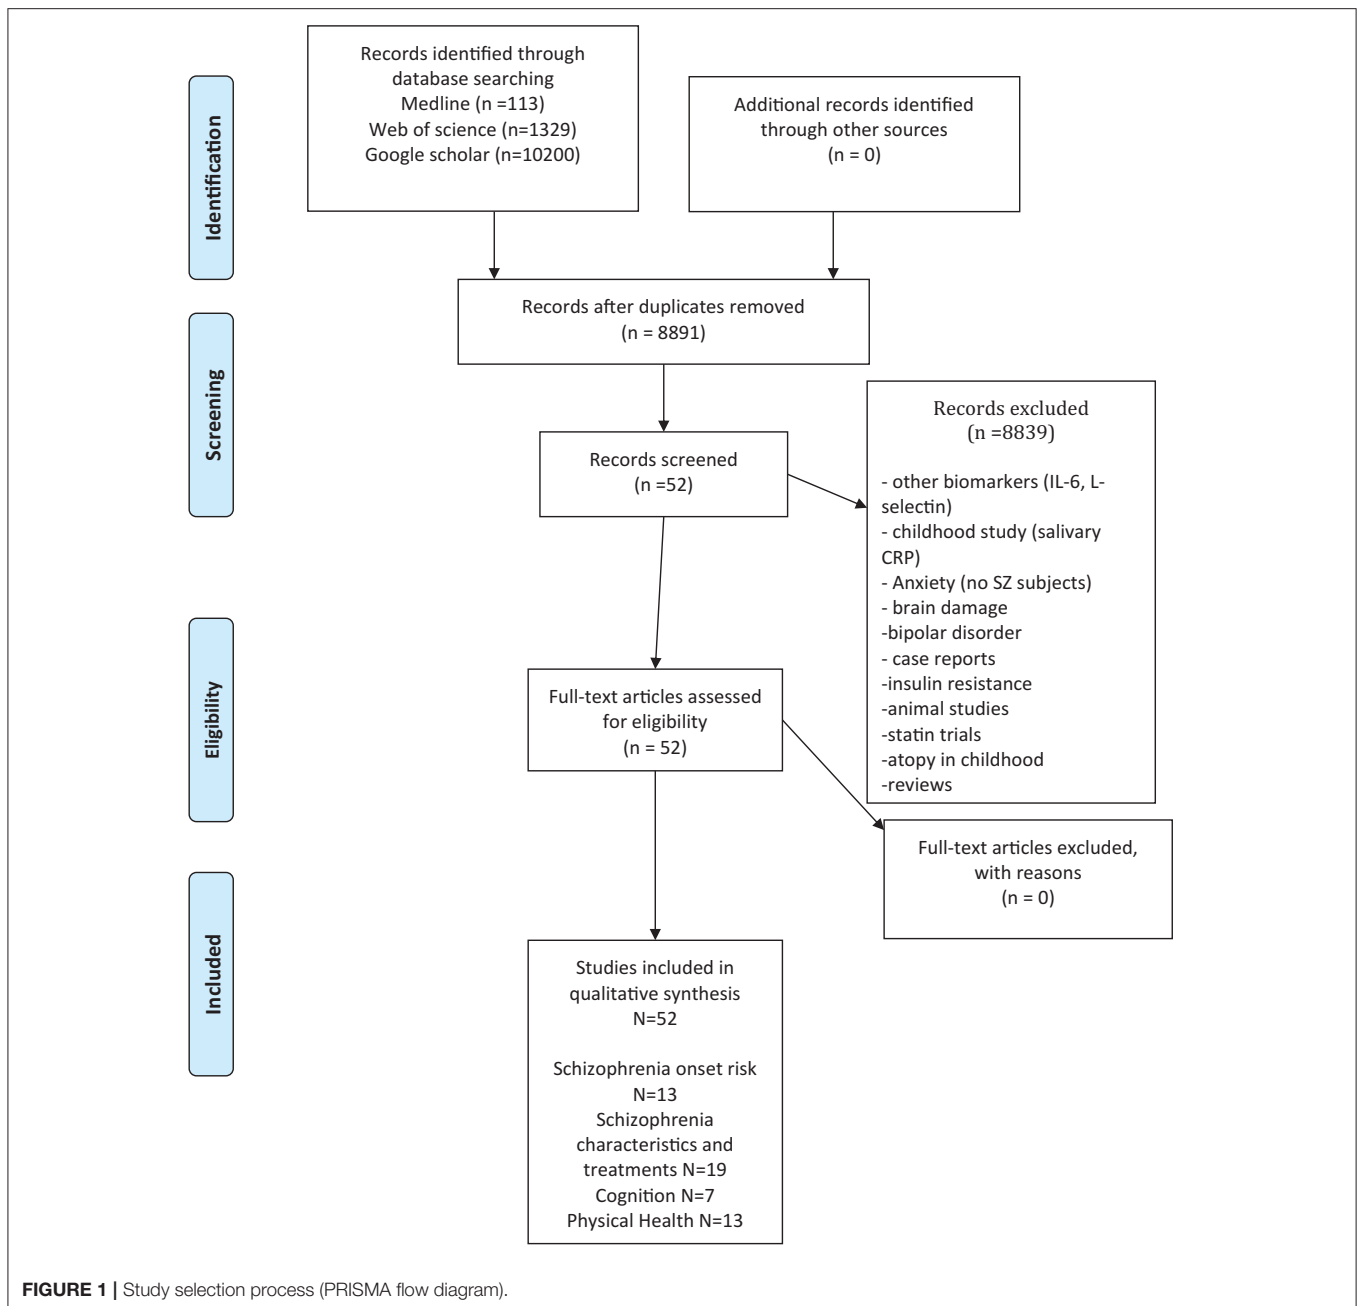 Records identified through
database searching
Medline (n =113)
Web of science (n=1329)
Google scholar (n=10200)
Additional records identified
through other sources
(n = 0)
Identification
Records after duplicates removed
(n = 8891)
Screening
Records screened
(n =52)
Records excluded
(n =8839)
- other biomarkers (IL-6, L-
selectin)
- childhood study (salivary
CRP)
- Anxiety (no SZ subjects)
- brain damage
-bipolar disorder
- case reports
-insulin resistance
-animal studies
-statin trials
-atopy in childhood
-reviews
Eligibility
Full-text articles assessed
for eligibility
(n = 52)
Full-text articles excluded,
with reasons
(n = 0)
Included
Studies included in
qualitative synthesis
N=52
Schizophrenia onset risk
N=13
Schizophrenia
characteristics and
treatments N=19
Cognition N=7
Physical Health N=13
FIGURE 1 | Study selection process (PRISMA flow diagram).